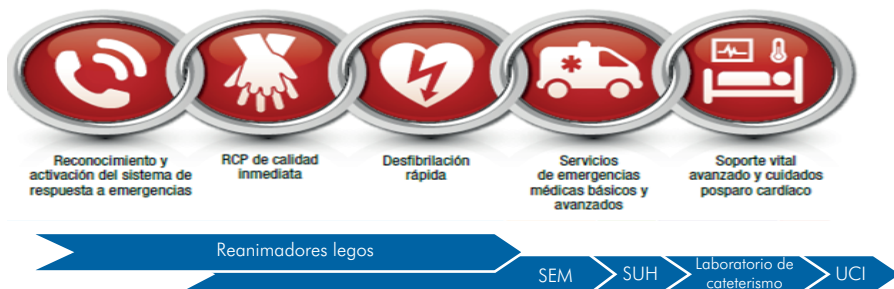 Reconocimiento y
activación del sistema de
respuesta a emergencias
RCP de calidad
inmediata
Desfibrilación
rápida
Servicios
de emergencias
médicas básicos y
avanzados
Soporte vital
avanzado y cuidados
posparo cardíaco
Reanimadores legos
SEM
SUH
Laboratorio de
cateterismo
UCI